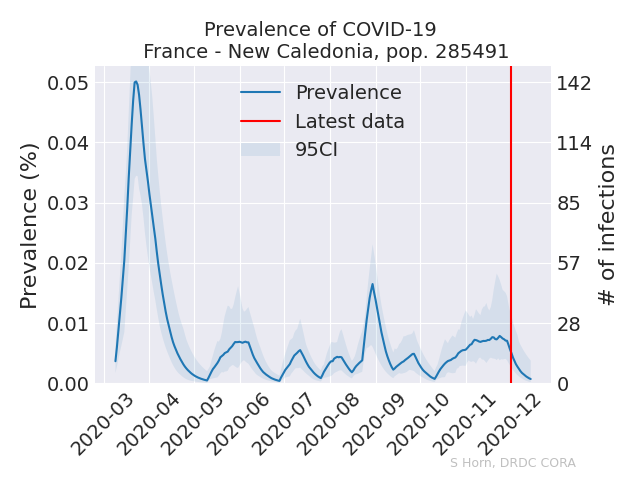 Prevalence of COVID-19
France - New Caledonia, pop. 285491
Prevalence
Latest data
95CI
Prevalence (%)
0.05
0.04
0.03
0.02
0.01
0.00
142
114
85
57
28
0
# of infections
2020-03
2020-04
2020-05
2020-06
2020-07
2020-08
2020-09
2020-10
2020-11
2020-12
S Horn, DRDC CORA